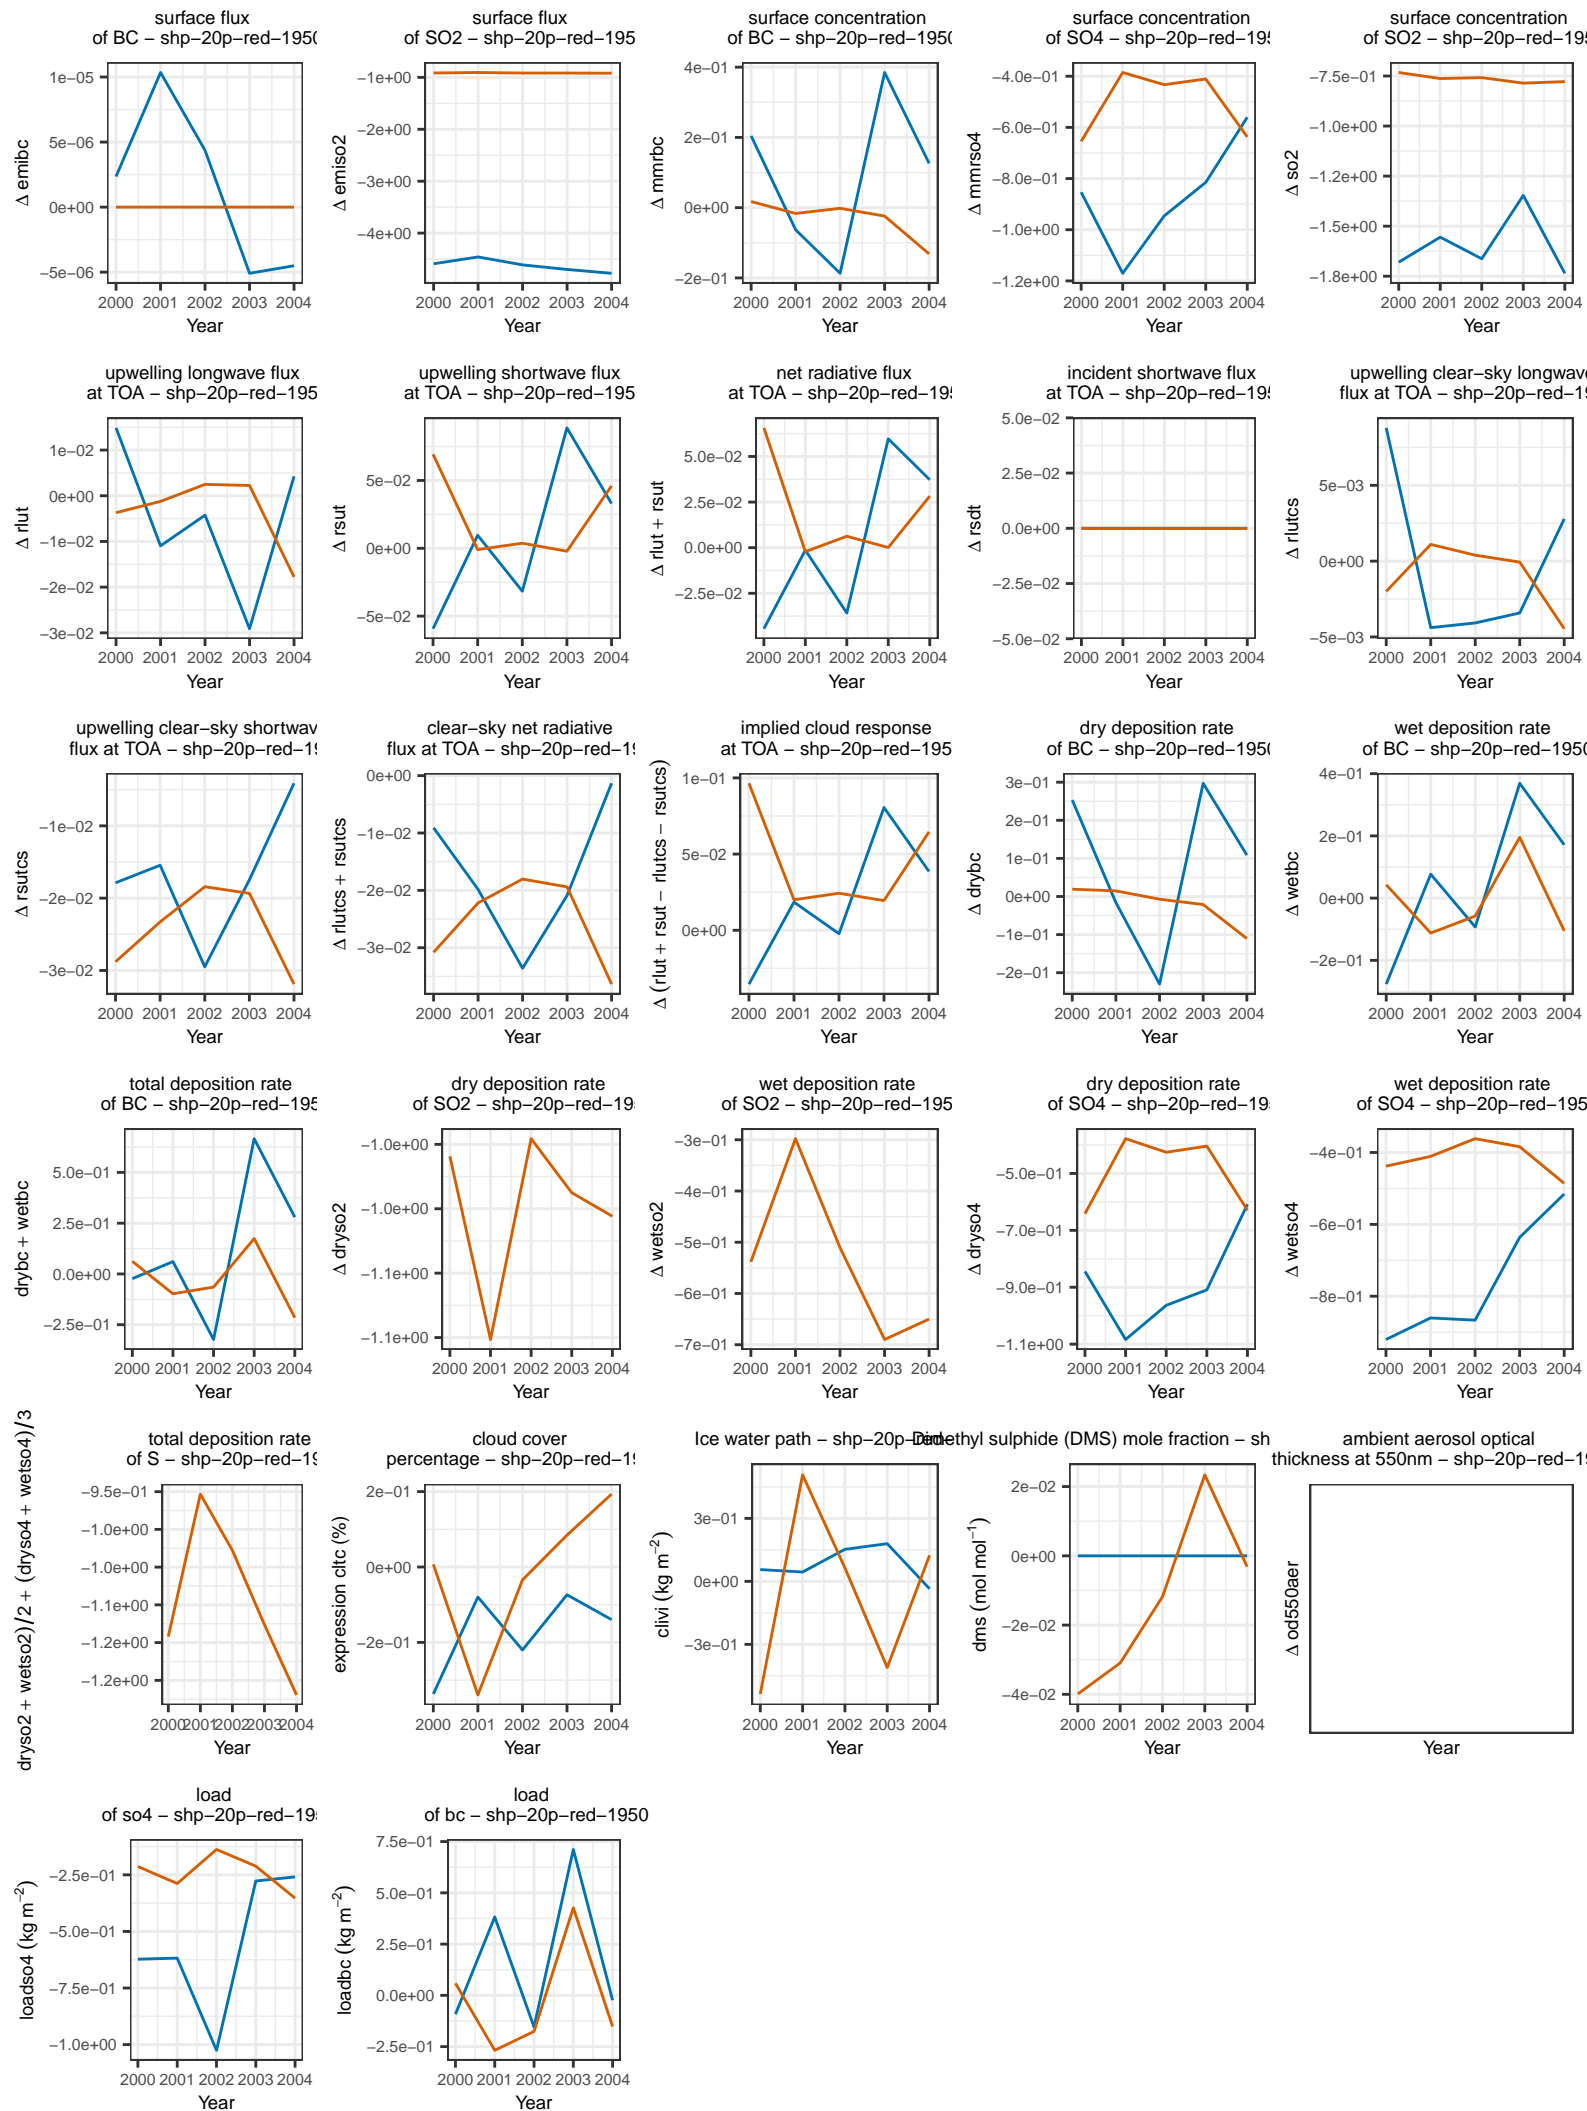 surface flux
of BC − shp−20p−red−1950
Δ emibc
1e−05
5e−06
0e+00
−5e−06
2000 2001 2002 2003 2004
Year
surface flux
of SO2 − shp−20p−red−195
Δ emiso2
−1e+00
−2e+00
−3e+00
−4e+00
2000 2001 2002 2003 2004
Year
surface concentration
of BC − shp−20p−red−1950
Δ mmrbc
4e−01
2e−01
0e+00
−2e−01
2000 2001 2002 2003 2004
Year
surface concentration
of SO4 − shp−20p−red−195
Δ mmrso4
−4.0e−01
−6.0e−01
−8.0e−01
−1.0e+00
−1.2e+00
2000 2001 2002 2003 2004
Year
surface concentration
of SO2 − shp−20p−red−195
Δ so2
−7.5e−01
−1.0e+00
−1.2e+00
−1.5e+00
−1.8e+00
2000 2001 2002 2003 2004
Year
upwelling longwave flux
at TOA − shp−20p−red−195
Δ rlut
1e−02
0e+00
−1e−02
−2e−02
−3e−02
2000 2001 2002 2003 2004
Year
upwelling shortwave flux
at TOA − shp−20p−red−195
Δ rsut
5e−02
0e+00
−5e−02
2000 2001 2002 2003 2004
Year
net radiative flux
at TOA − shp−20p−red−195
Δ rlut + rsut
5.0e−02
2.5e−02
0.0e+00
−2.5e−02
2000 2001 2002 2003 2004
Year
incident shortwave flux
at TOA − shp−20p−red−195
Δ rsdt
5.0e−02
2.5e−02
0.0e+00
−2.5e−02
−5.0e−02
2000 2001 2002 2003 2004
Year
upwelling clear−sky longwave
flux at TOA − shp−20p−red−19
Δ rlutcs
5e−03
0e+00
−5e−03
2000 2001 2002 2003 2004
Year
upwelling clear−sky shortwav
flux at TOA − shp−20p−red−19
Δ rsutcs
−1e−02
−2e−02
−3e−02
2000 2001 2002 2003 2004
Year
clear−sky net radiative
flux at TOA − shp−20p−red−19
Δ rlutcs + rsutcs
0e+00
−1e−02
−2e−02
−3e−02
2000 2001 2002 2003 2004
Year
implied cloud response
at TOA − shp−20p−red−195
Δ (rlut + rsut − rlutcs − rsutcs)
1e−01
5e−02
0e+00
2000 2001 2002 2003 2004
Year
dry deposition rate
of BC − shp−20p−red−1950
Δ drybc
3e−01
2e−01
1e−01
0e+00
−1e−01
−2e−01
2000 2001 2002 2003 2004
Year
wet deposition rate
of BC − shp−20p−red−1950
Δ wetbc
4e−01
2e−01
0e+00
−2e−01
2000 2001 2002 2003 2004
Year
total deposition rate
of BC − shp−20p−red−195
drybc + wetbc
5.0e−01
2.5e−01
0.0e+00
−2.5e−01
2000 2001 2002 2003 2004
Year
dry deposition rate
of SO2 − shp−20p−red−19
Δ dryso2
−1.0e+00
−1.0e+00
−1.1e+00
−1.1e+00
2000 2001 2002 2003 2004
Year
wet deposition rate
of SO2 − shp−20p−red−195
Δ wetso2
−3e−01
−4e−01
−5e−01
−6e−01
−7e−01
2000 2001 2002 2003 2004
Year
dry deposition rate
of SO4 − shp−20p−red−19
Δ dryso4
−5.0e−01
−7.0e−01
−9.0e−01
−1.1e+00
2000 2001 2002 2003 2004
Year
wet deposition rate
of SO4 − shp−20p−red−195
Δ wetso4
−4e−01
−6e−01
−8e−01
2000 2001 2002 2003 2004
Year
total deposition rate
of S − shp−20p−red−19
dryso2 + wetso2)/2 + (dryso4 + wetso4)/3
−9.5e−01
−1.0e+00
−1.0e+00
−1.1e+00
−1.2e+00
−1.2e+00
2000 2001 2002 2003 2004
Year
cloud cover
percentage − shp−20p−red−19
expression cltc (%)
2e−01
0e+00
−2e−01
2000 2001 2002 2003 2004
Year
Ice water path − shp−20p−red−
clivi (kg m−2)
3e−01
0e+00
−3e−01
2000 2001 2002 2003 2004
Year
Dimethyl sulphide (DMS) mole fraction − sh
dms (mol mol−1)
2e−02
0e+00
−2e−02
−4e−02
2000 2001 2002 2003 2004
Year
ambient aerosol optical
thickness at 550nm − shp−20p−red−19
Δ od550aer
Year
load
of so4 − shp−20p−red−195
loadso4 (kg m−2)
−2.5e−01
−5.0e−01
−7.5e−01
−1.0e+00
2000 2001 2002 2003 2004
Year
load
of bc − shp−20p−red−1950
loadbc (kg m−2)
7.5e−01
5.0e−01
2.5e−01
0.0e+00
−2.5e−01
2000 2001 2002 2003 2004
Year